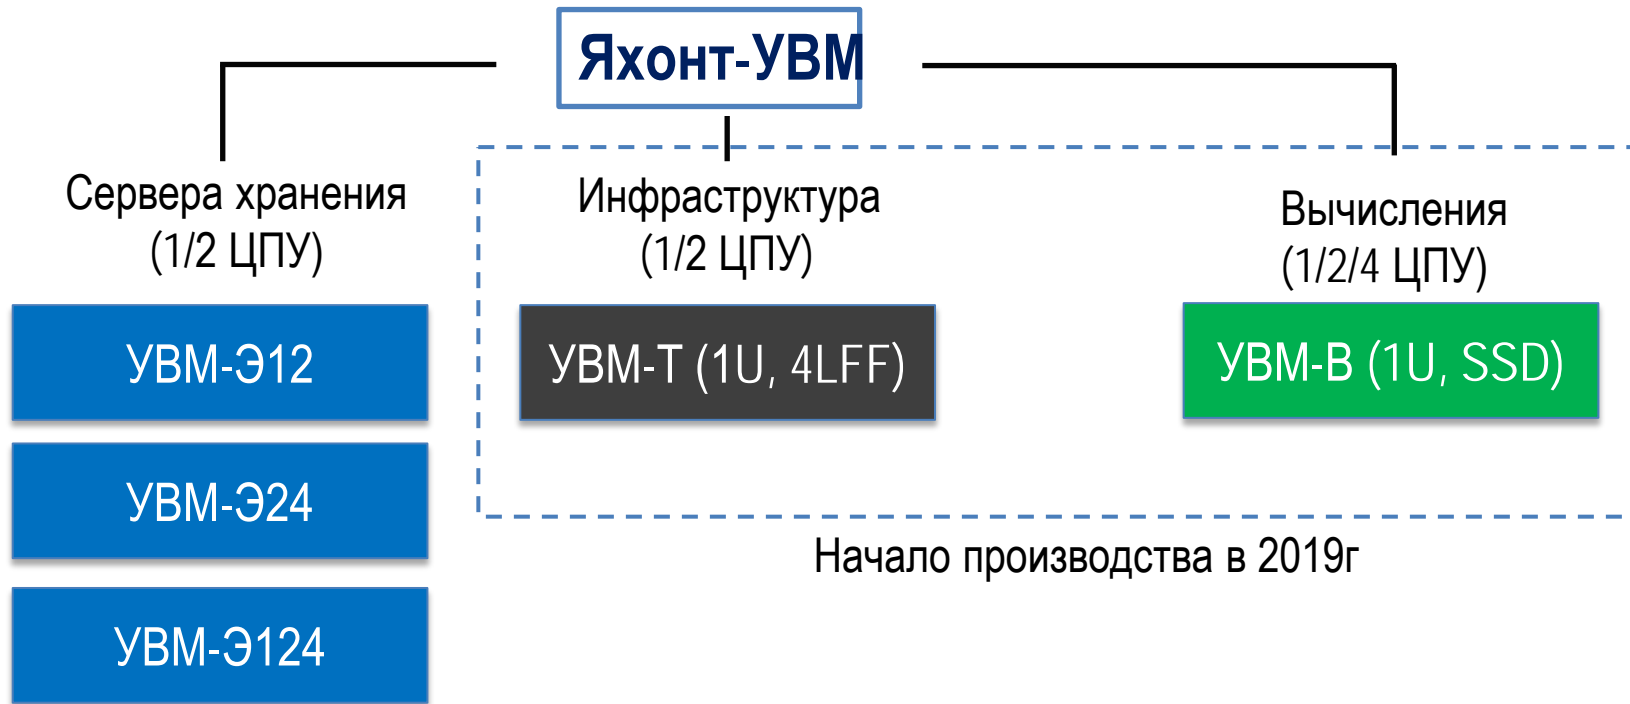 Яхонт-УВМ
Сервера хранения
(1/2 ЦПУ)
УВМ-Э12
УВМ-Э24
УВМ-Э124
Инфраструктура
(1/2 ЦПУ)
УВМ-Т (1U, 4LFF)
Вычисления
(1/2/4 ЦПУ)
УВМ-В (1U, SSD)
Начало производства в 2019г